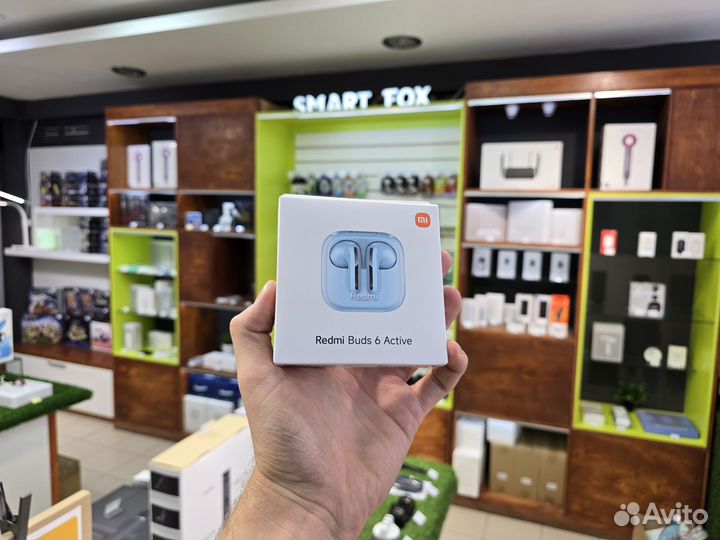 SMART FOX
mi
Redmi
Redmi Buds 6 Active
Avito